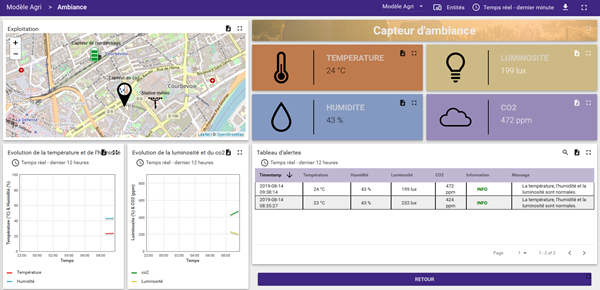 Modèle Agri > Ambiance
Modèle Agri Entités Temps réel - dernier minute
Exploitation
+
-
Capteur de remplissage
Capteur de
Station météo
Courbevoie
Leaflet | © OpenStreetMap
Capteur d'ambiance
TEMPERATURE
24 °C
LUMINOSITE
199 lux
HUMIDITE
43 %
CO2
472 ppm
Evolution de la température et de l'humidité
Temps réel - dernier 12 heures
Température (°C) & Humidité (%)
100
80
60
40
20
0
22:00 00:00 02:00 04:00 06:00 08:00
Temps
Température
Humidité
Evolution de la luminosité et du co2
Temps réel - dernier 12 heures
Luminosité (%) & CO2 (ppm)
800
600
400
200
0
22:00 00:00 02:00 04:00 06:00 08:00
Temps
co2
Luminosité
Tableau d'alertes
Temps réel - dernier 12 heures
Timestamp Température Humidité Luminosité CO2 Information Message
2019-08-14 09:38:14 24 °C 43 % 199 lux 472 ppm INFO La température, l'humidité et la luminosité sont normales.
2019-08-14 08:35:27 23 °C 43 % 232 lux 424 ppm INFO La température, l'humidité et la luminosité sont normales.
Page 1 1 - 2 of 2
RETOUR